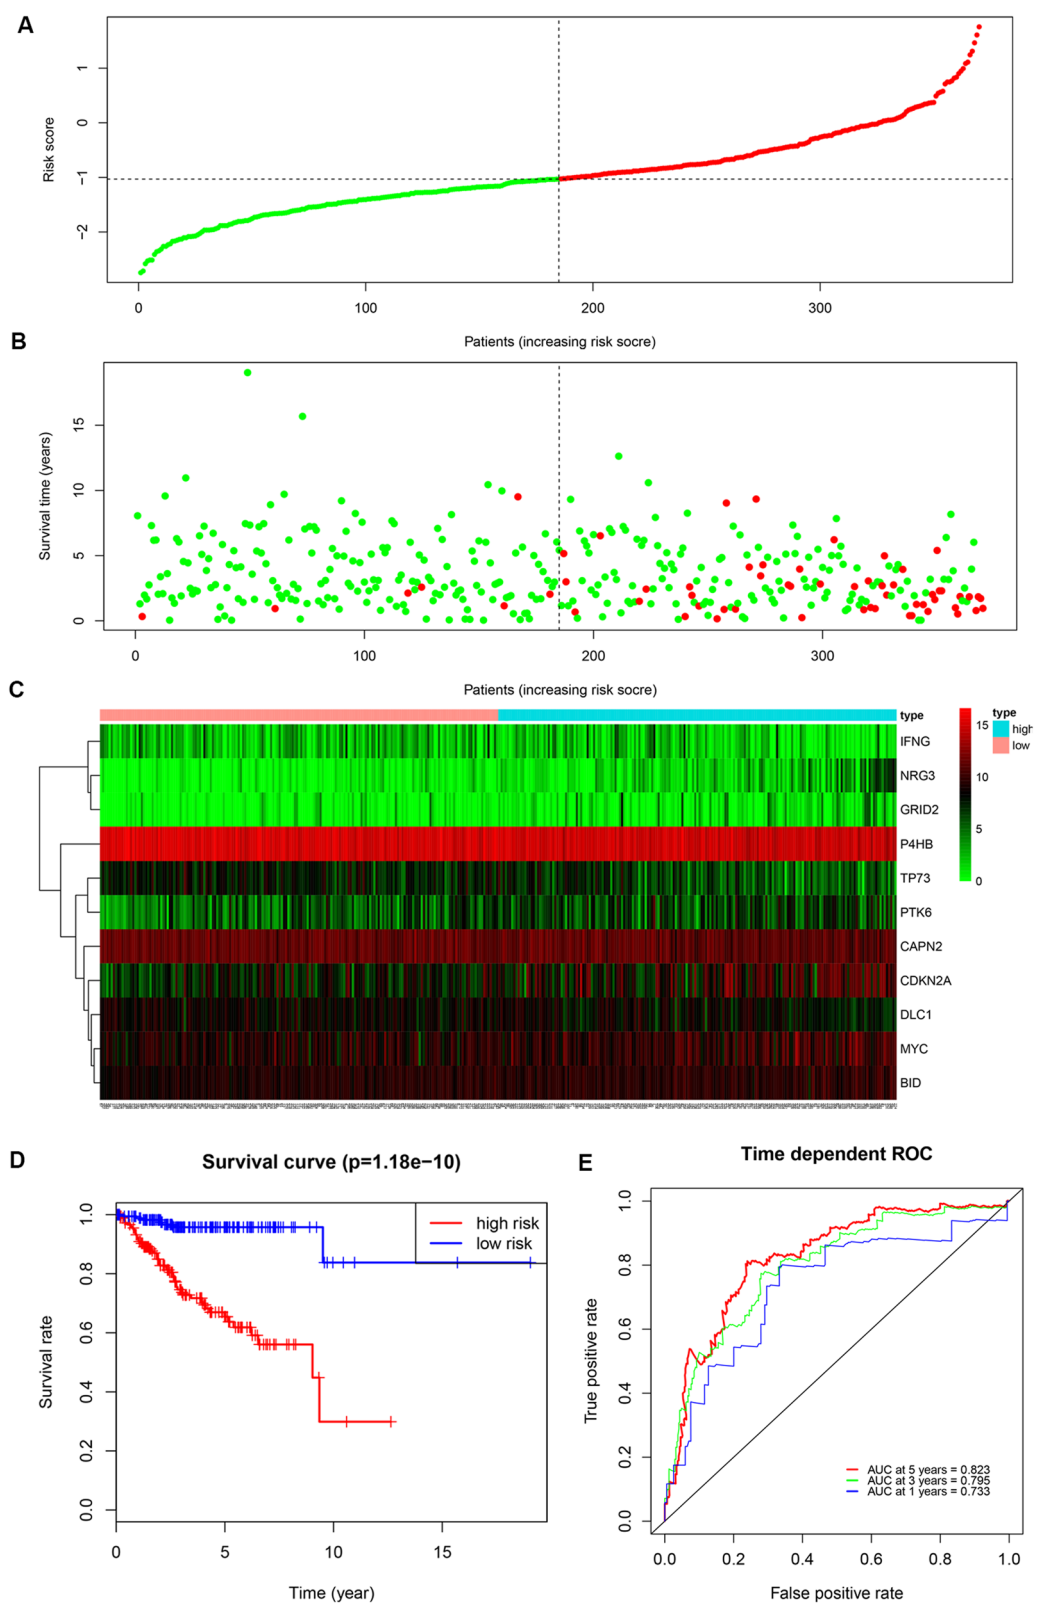 A
Risk score
1
0
−1
−2
0
100
200
300
Patients (increasing risk socre)
B
Survival time (years)
15
10
5
0
0
100
200
300
Patients (increasing risk socre)
C
type
IFNG
NRG3
GRID2
P4HB
TP73
PTK6
CAPN2
CDKN2A
DLC1
MYC
BID
15
10
5
0
type
high
low
D
Survival curve (p=1.18e−10)
Survival rate
1.0
0.8
0.6
0.4
0.2
0.0
high risk
low risk
0
5
10
15
Time (year)
E
Time dependent ROC
True positive rate
1.0
0.8
0.6
0.4
0.2
0.0
AUC at 5 years = 0.823
AUC at 3 years = 0.795
AUC at 1 years = 0.733
0.0
0.2
0.4
0.6
0.8
1.0
False positive rate